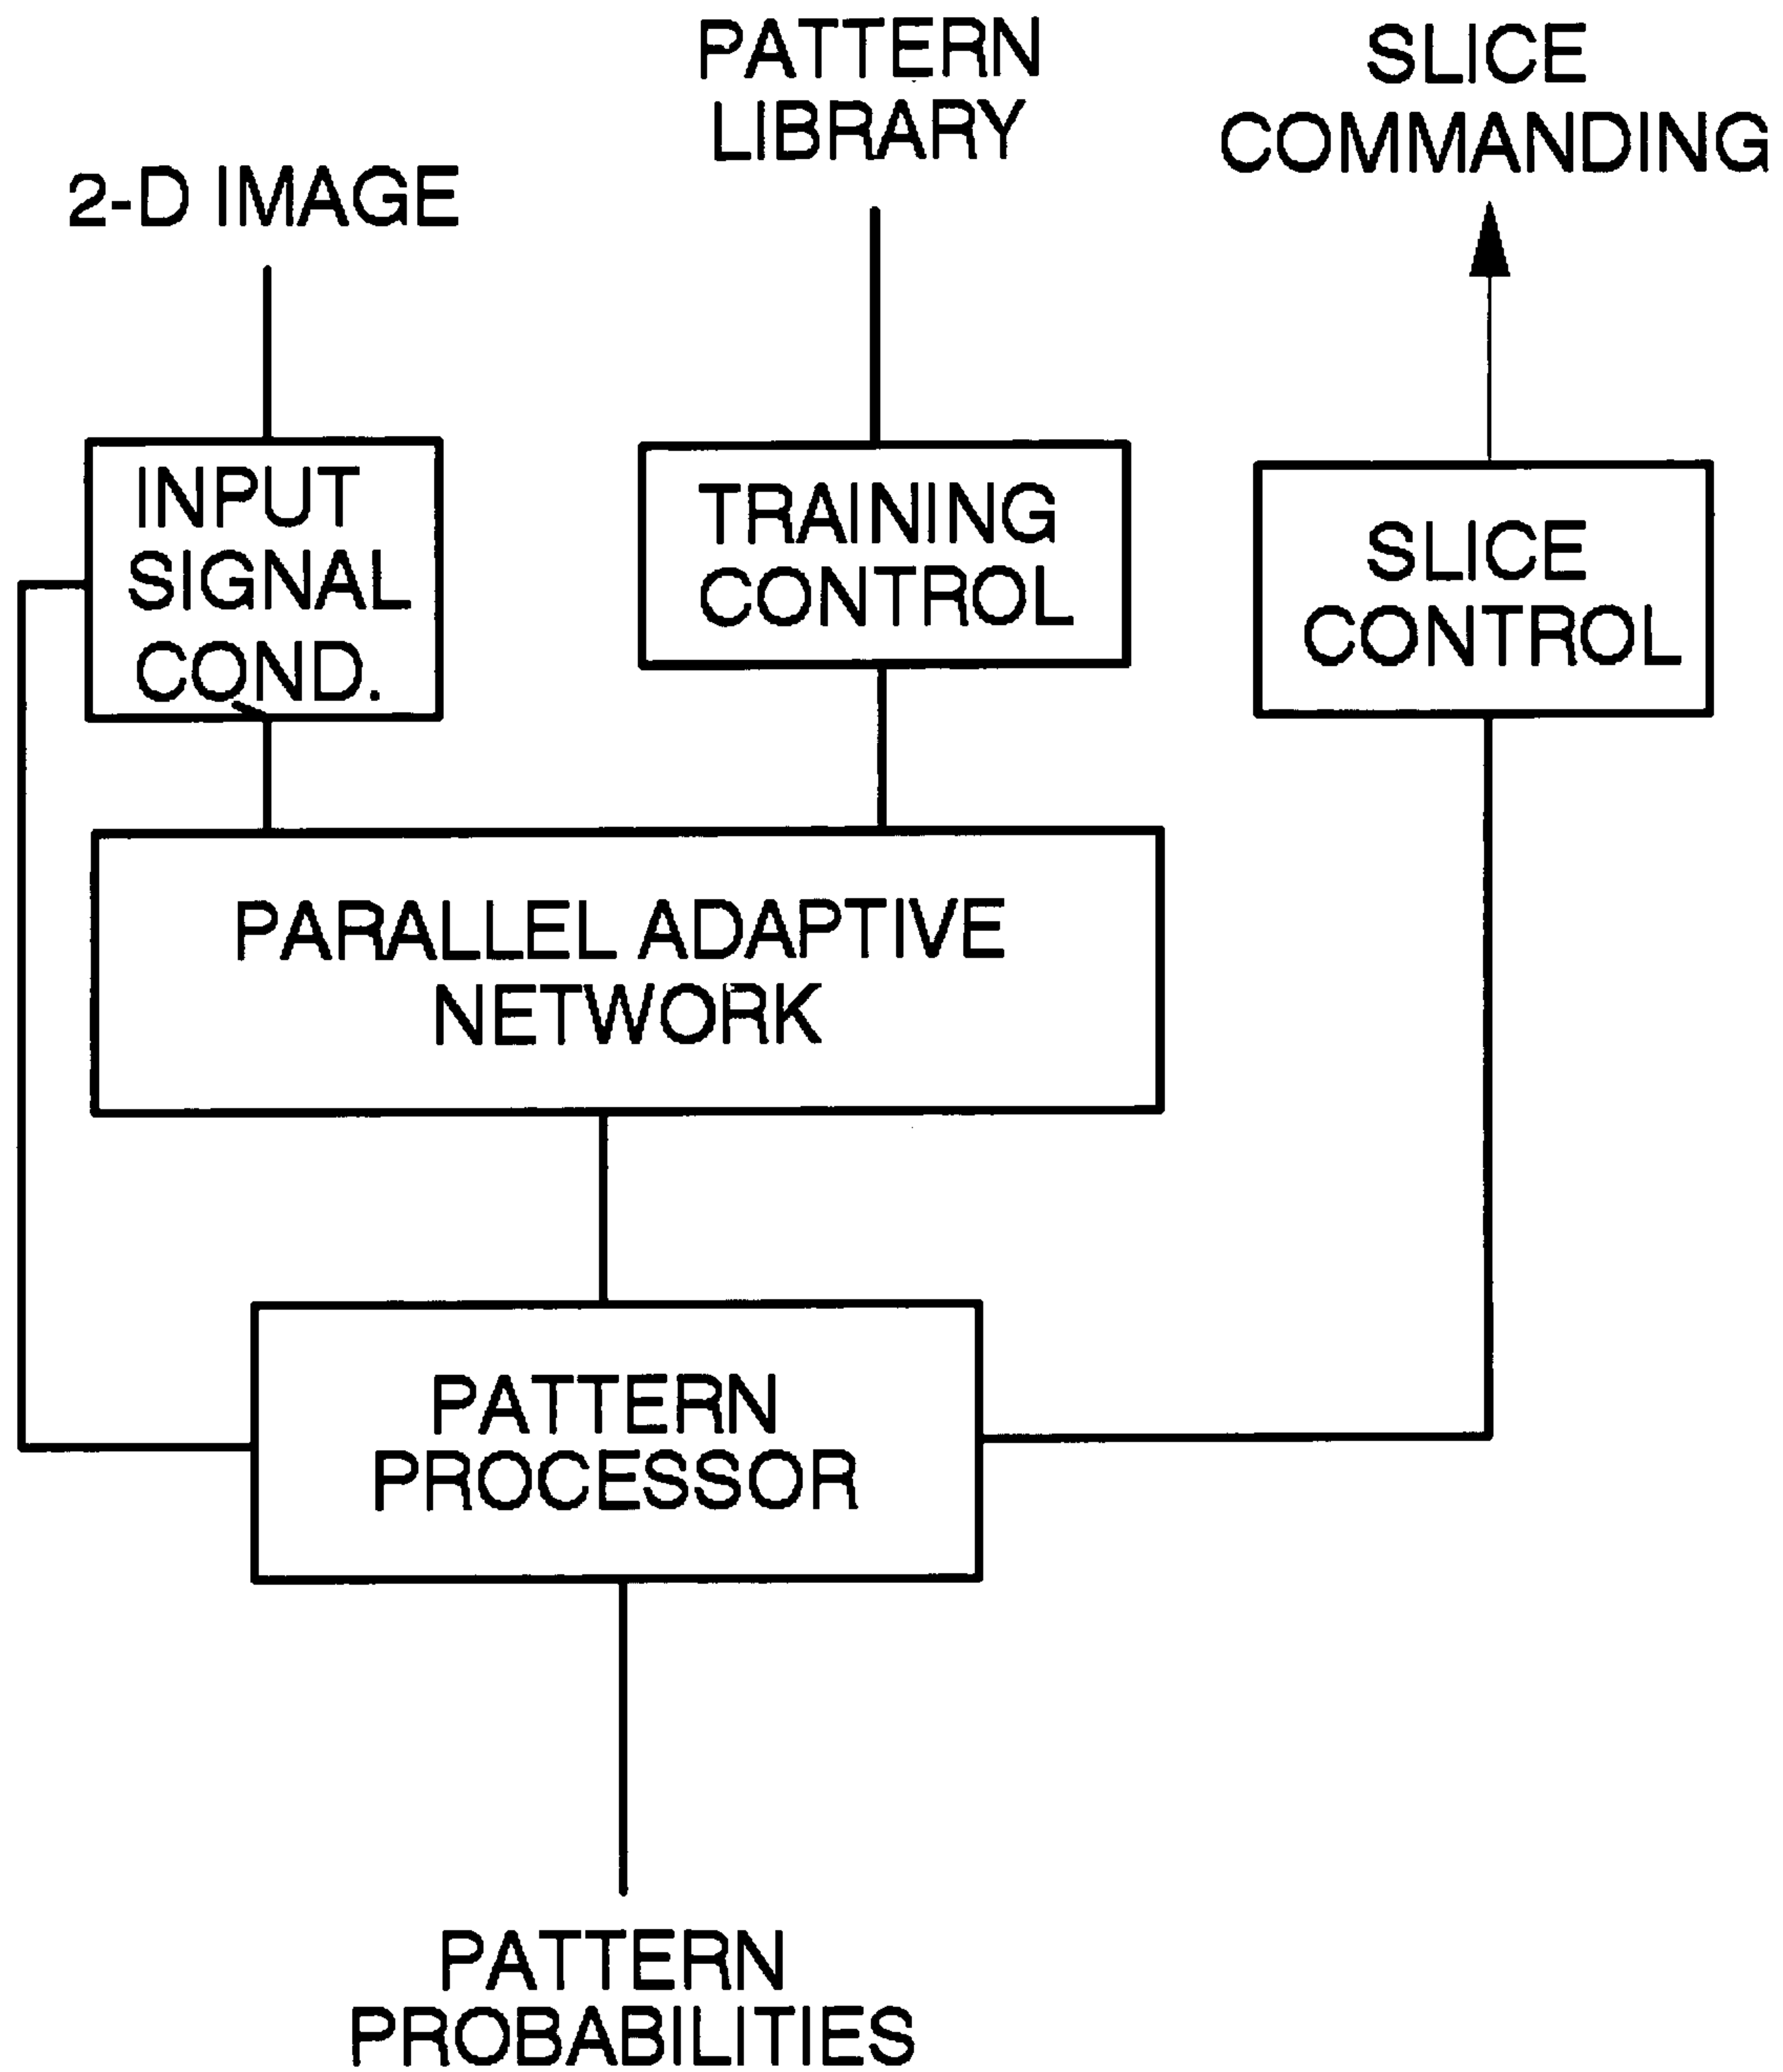 PATTERN
LIBRARY
SLICE
COMMANDING
2-D IMAGE
INPUT
SIGNAL
COND.
TRAINING
CONTROL
SLICE
CONTROL
PARALLEL ADAPTIVE
NETWORK
PATTERN
PROCESSOR
PATTERN
PROBABILITIES